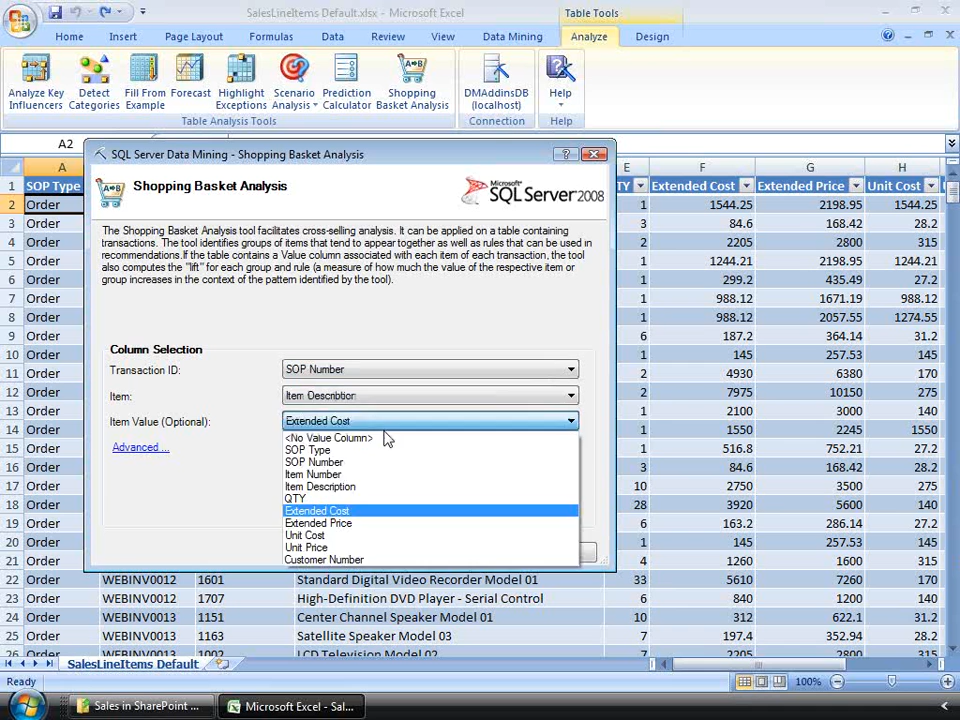 SalesLineItems Default.xlsx - Microsoft Excel
Table Tools
Home Insert Page Layout Formulas Data Review View Data Mining Analyze Design
Analyze Key Influencers
Detect Categories
Fill From Example
Forecast
Highlight Exceptions
Scenario Analysis
Prediction Calculator
Shopping Basket Analysis
DMAddinsDB (localhost)
Help
Table Analysis Tools
Connection
Help
A2
SQL Server Data Mining - Shopping Basket Analysis
Shopping Basket Analysis
A+B
Microsoft
SQL Server 2008
The Shopping Basket Analysis tool facilitates cross-selling analysis. It can be applied on a table containing
transactions. The tool identifies groups of items that tend to appear together as well as rules that can be used in
recommendations.If the table contains a Value column associated with each item of each transaction, the tool
also computes the "lift" for each group and rule (a measure of how much the value of the respective item or
group increases in the context of the pattern identified by the tool).
Column Selection
Transaction ID: SOP Number
Item: Item Description
Item Value (Optional): Extended Cost
Advanced ...
<No Value Column>
SOP Type
SOP Number
Item Number
Item Description
QTY
Extended Cost
Extended Price
Unit Cost
Unit Price
Customer Number
A E F G H
1 SOP Type TY Extended Cost Extended Price Unit Cost
2 Order 1 1544.25 2198.95 1544.25
3 Order 3 84.6 168.42 28.2
4 Order 7 2205 2800 315
5 Order 1 1244.21 2198.95 1244.21
6 Order 1 299.2 435.49 27.2
7 Order 1 988.12 1671.19 988.12
8 Order 1 988.12 2057.55 1274.55
9 Order 6 187.2 364.14 31.2
10 Order 1 145 257.53 145
11 Order 2 4930 6380 170
12 Order 2 7975 10150 275
13 Order 1 2100 3000 145
14 Order 1 1550 2245 145
15 Order 1 516.8 752.21 27.2
16 Order 3 84.6 168.42 28.2
17 Order 10 2750 3500 275
18 Order 28 3920 5600 140
19 Order 6 163.2 286.14 27.2
20 Order 1 145 257.53 145
21 Order 4 1260 1600 315
22 Order WEBINV0012 1601 Standard Digital Video Recorder Model 01 33 5610 7260 170
23 Order WEBINV0012 1707 High-Definition DVD Player - Serial Control 6 840 1200 140
24 Order WEBINV0013 1151 Center Channel Speaker Model 01 10 312 622.1 31.2
25 Order WEBINV0013 1163 Satellite Speaker Model 03 7 197.4 352.94 28.2
SalesLineItems Default
Ready
100%
Sales in SharePoint ...
Microsoft Excel - Sal...